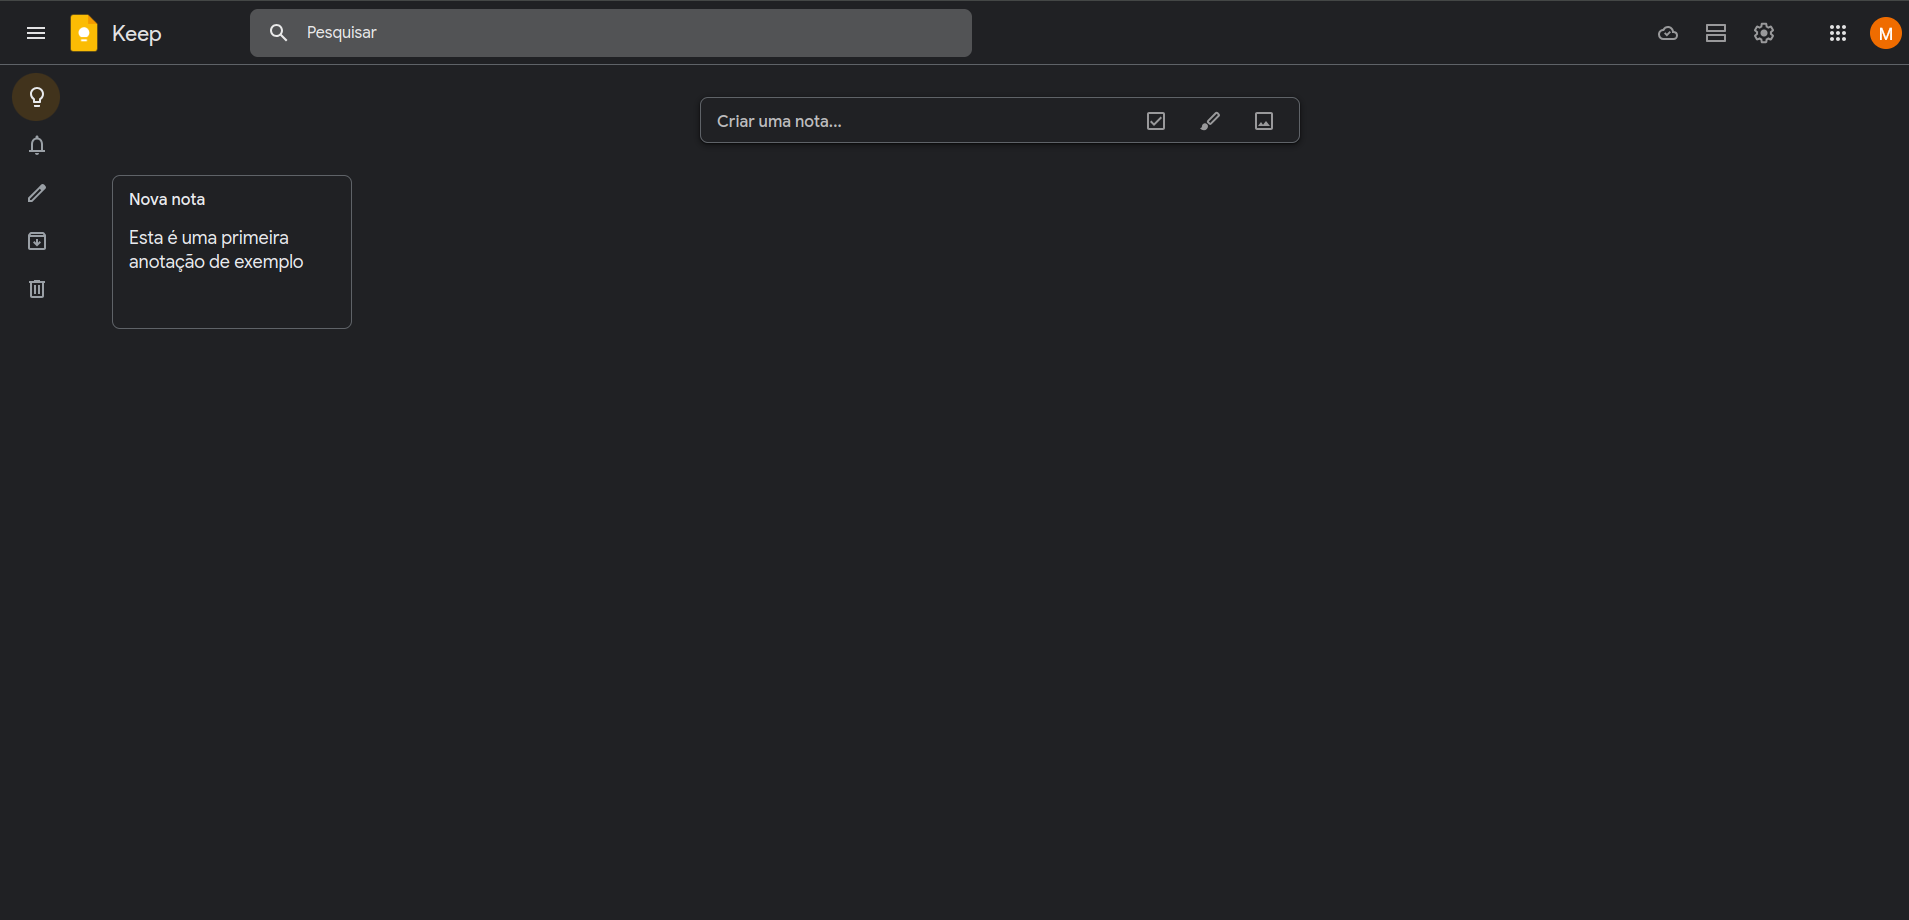 Keep
Pesquisar
M
Criar uma nota...
Nova nota
Esta é uma primeira
anotação de exemplo